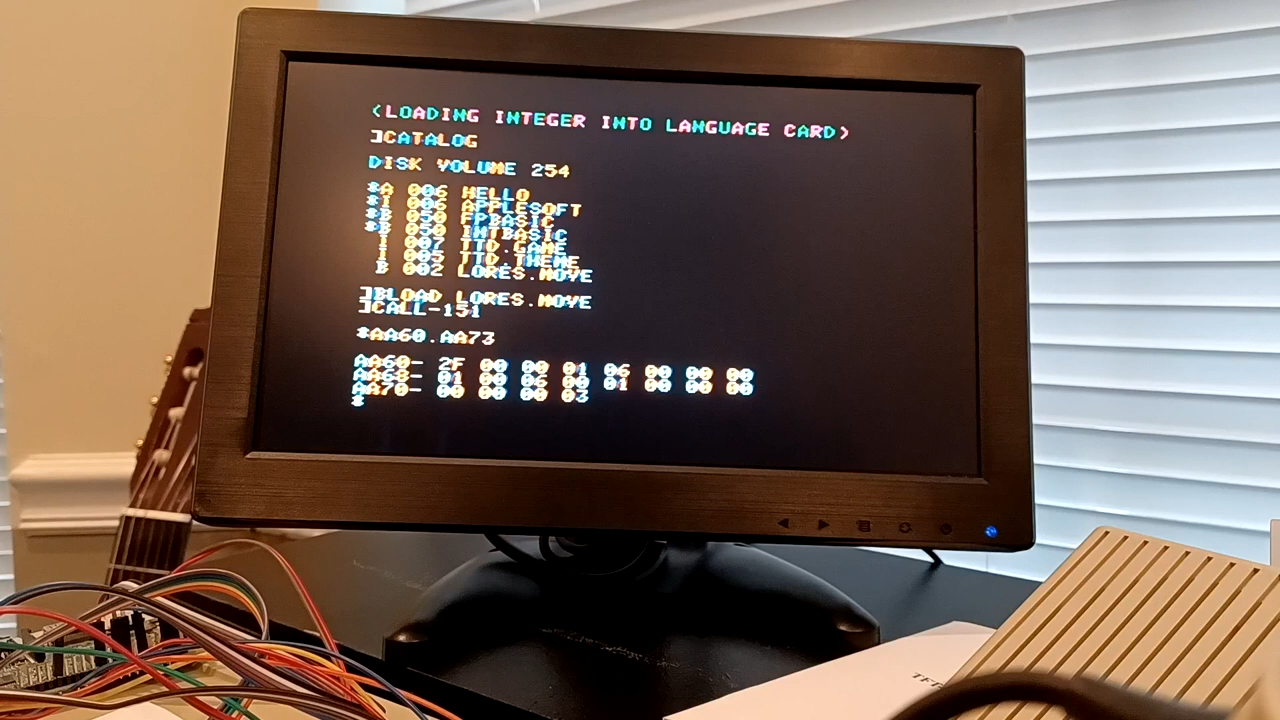 (LOADING INTEGER INTO LANGUAGE CARD)
]CATALOG
DISK VOLUME 254
*A 006 HELLO
*I 006 APPLESOFT
*B 050 FPBASIC
*B 050 INTBASIC
I 007 TTD.GAME
I 005 TTD.THEME
B 002 LORES.MOVE
]BLOAD LORES.MOVE
]CALL-151
*AA60.AA73
AA60- 2F 00 00 01 06 00 00 00
AA68- 01 00 06 00 01 00 00 00
AA70- 00 00 00 03
*